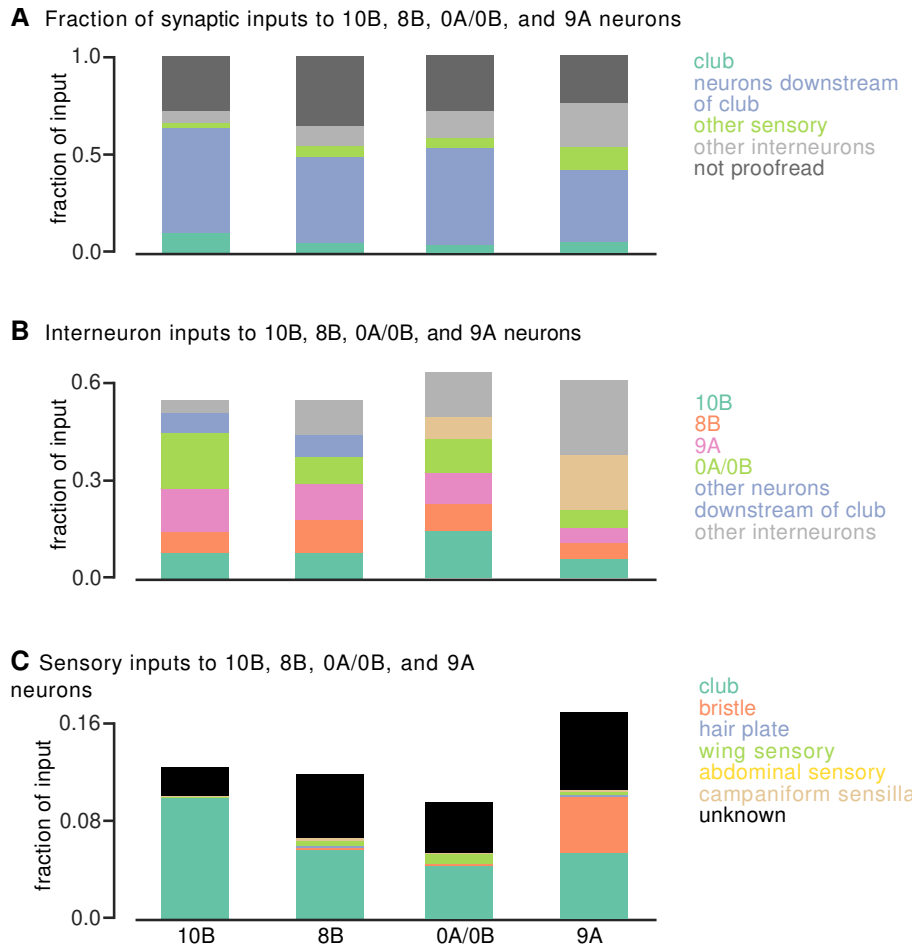 A Fraction of synaptic inputs to 10B, 8B, 0A/0B, and 9A neurons
1.0
0.5
0.0
fraction of input
club
neurons downstream
of club
other sensory
other interneurons
not proofread
B Interneuron inputs to 10B, 8B, 0A/0B, and 9A neurons
0.6
0.3
0.0
fraction of input
10B
8B
9A
0A/0B
other neurons
downstream of club
other interneurons
C Sensory inputs to 10B, 8B, 0A/0B, and 9A
neurons
0.16
0.08
0.0
fraction of input
club
bristle
hair plate
wing sensory
abdominal sensory
campaniform sensilla
unknown
10B 8B 0A/0B 9A